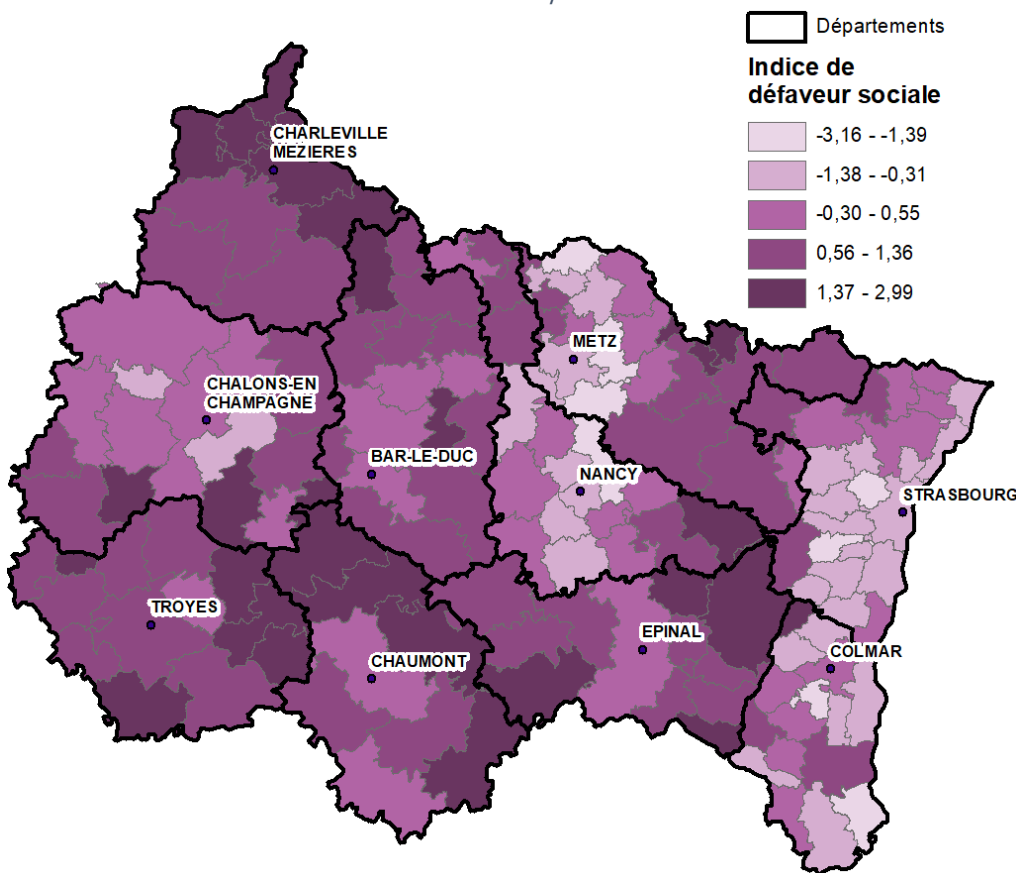 Départements
Indice de
défaveur sociale
-3,16 - -1,39
-1,38 - -0,31
-0,30 - 0,55
0,56 - 1,36
1,37 - 2,99
CHARLEVILLE
MEZIERES
METZ
CHALONS-EN
CHAMPAGNE
BAR-LE-DUC
NANCY
STRASBOURG
TROYES
EPINAL
COLMAR
CHAUMONT